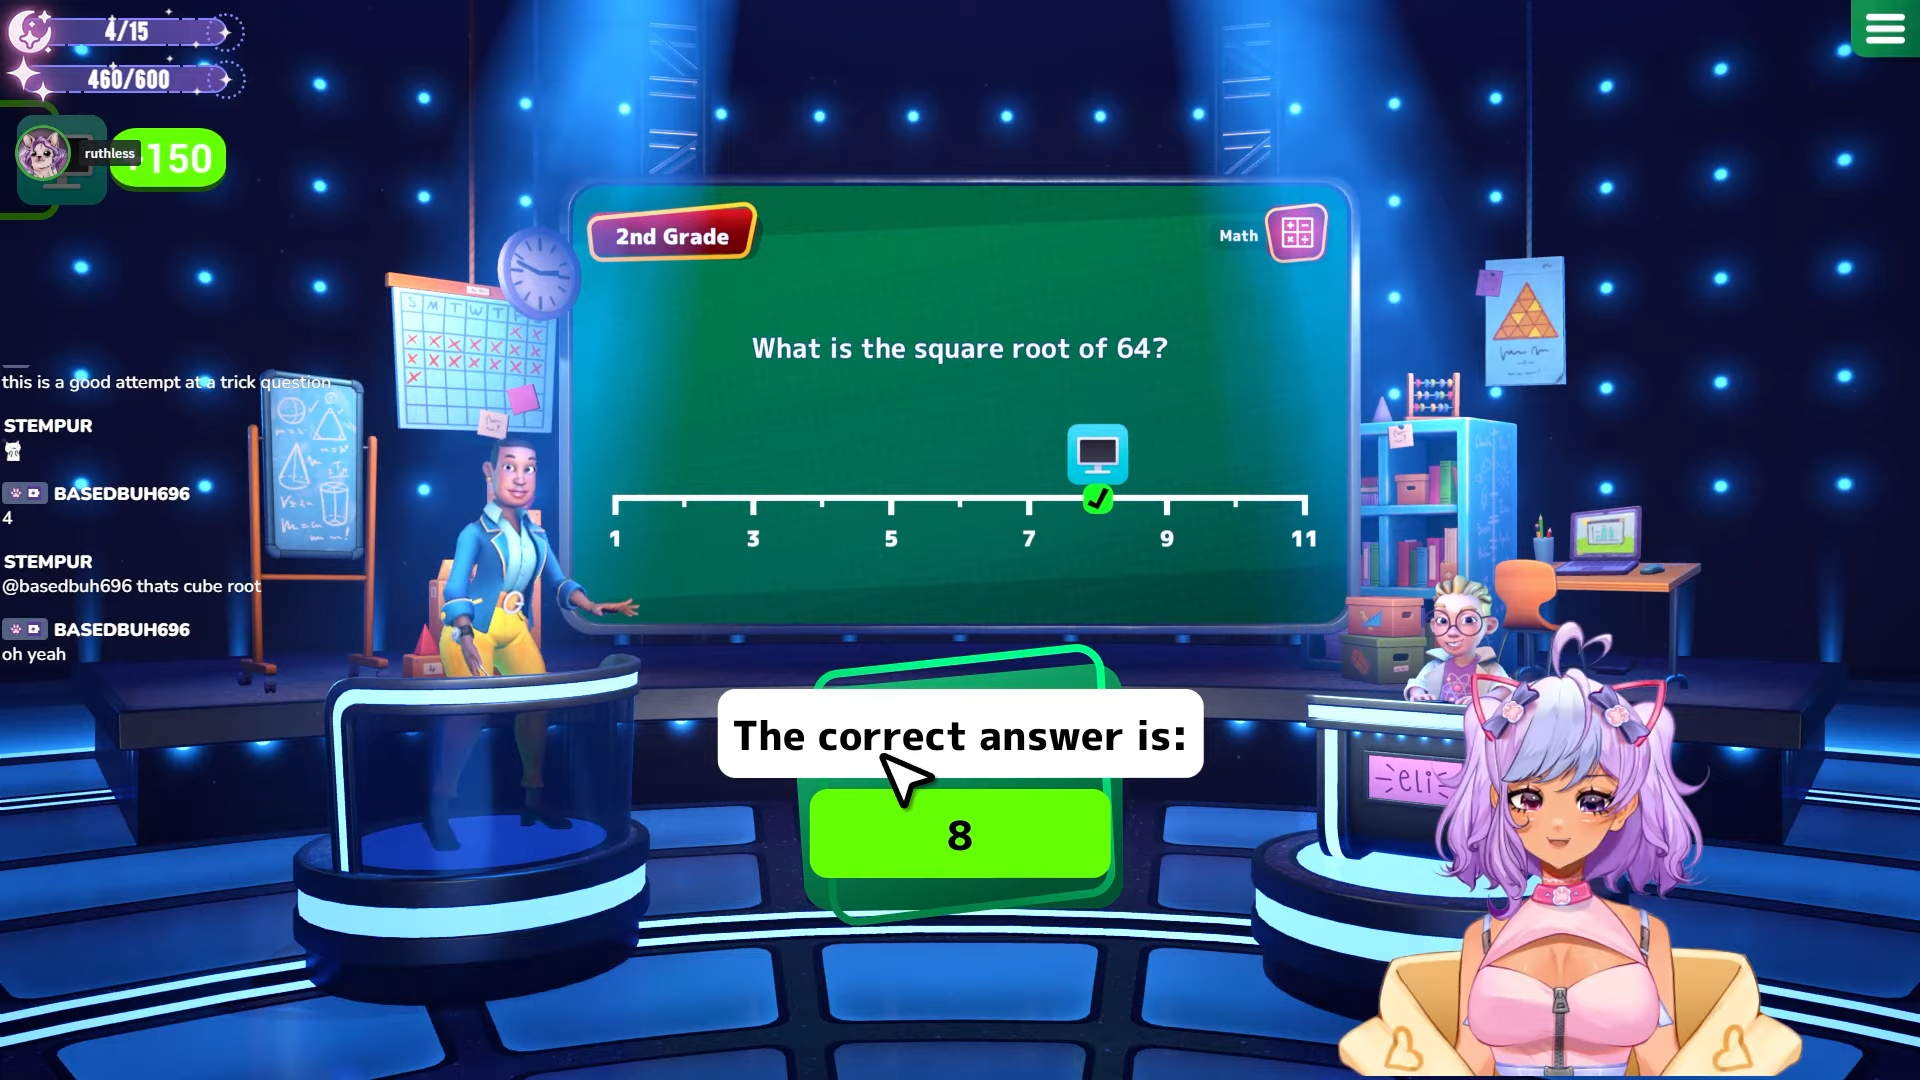 4/15
460/600
ruthless
150
2nd Grade
Math
What is the square root of 64?
1 3 5 7 9 11
The correct answer is:
8
S M T W T F
eli
this is a good attempt at a trick question
STEMPUR
BASEDBUH696
4
STEMPUR
@basedbuh696 thats cube root
BASEDBUH696
oh yeah